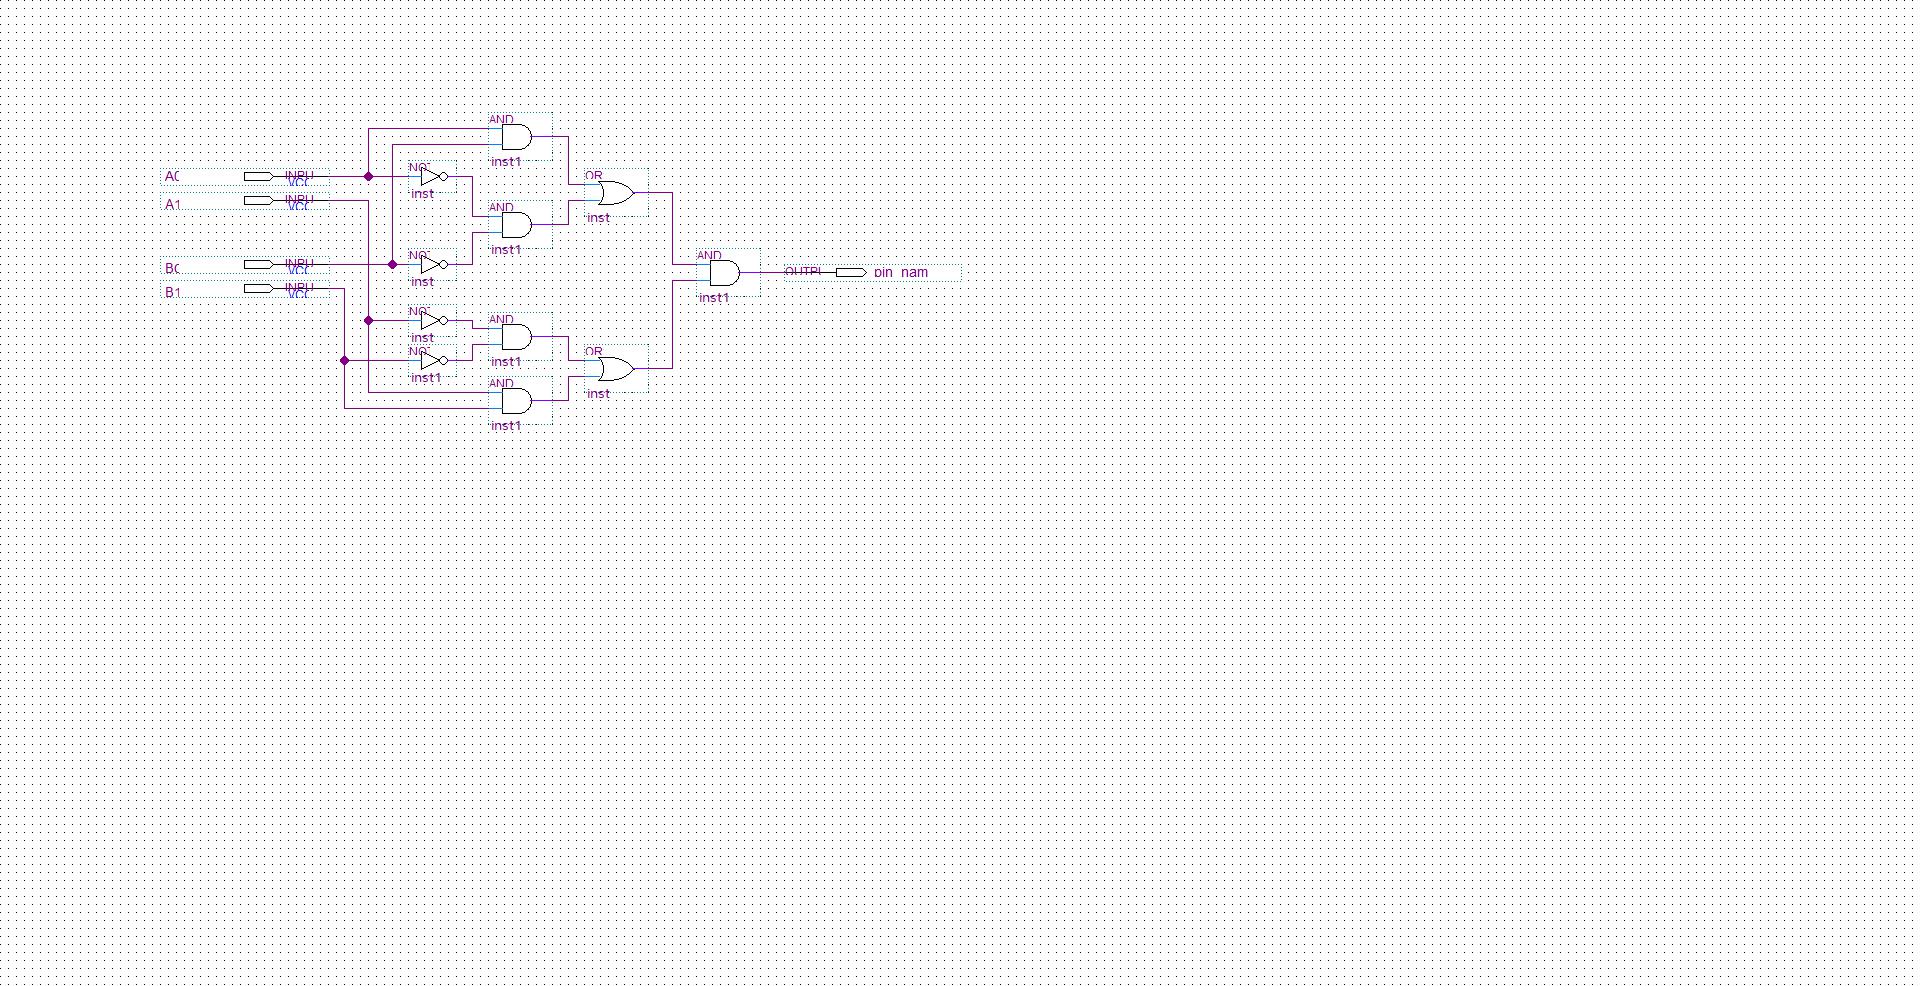 AND
inst1
A0
INPU
VCC
NOT
inst
OR
inst
A1
INPU
VCC
AND
inst1
B0
INPU
VCC
NOT
inst
AND
inst1
OUTPU
pin_nam
B1
INPU
VCC
NOT
inst
AND
inst1
NOT
inst1
OR
inst
AND
inst1